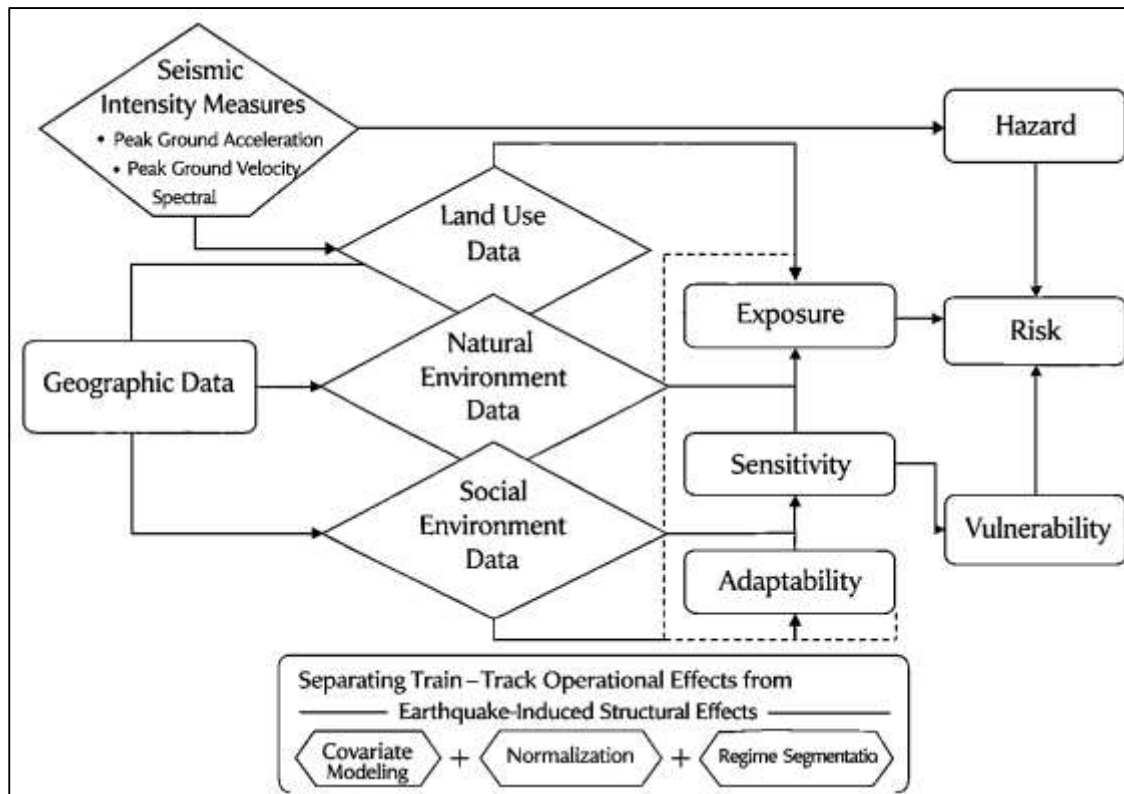 Seismic
Intensity Measures
• Peak Ground Acceleration
• Peak Ground Velocity
Spectral
Hazard
Land Use
Data
Exposure
Risk
Geographic Data
Natural
Environment
Data
Sensitivity
Social
Environment
Data
Vulnerability
Adaptability
Separating Train–Track Operational Effects from
Earthquake-Induced Structural Effects
Covariate
Modeling
+
Normalization
+
Regime Segmentatio